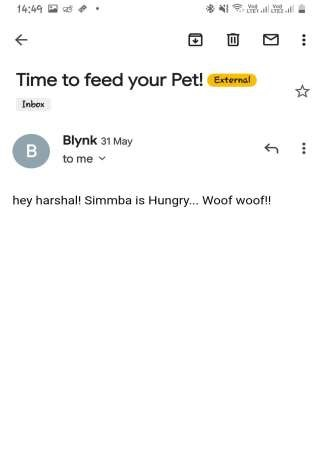 14:49
Time to feed your Pet! External
Inbox
B
Blynk 31 May
to me
hey harshal! Simmba is Hungry... Woof woof!!